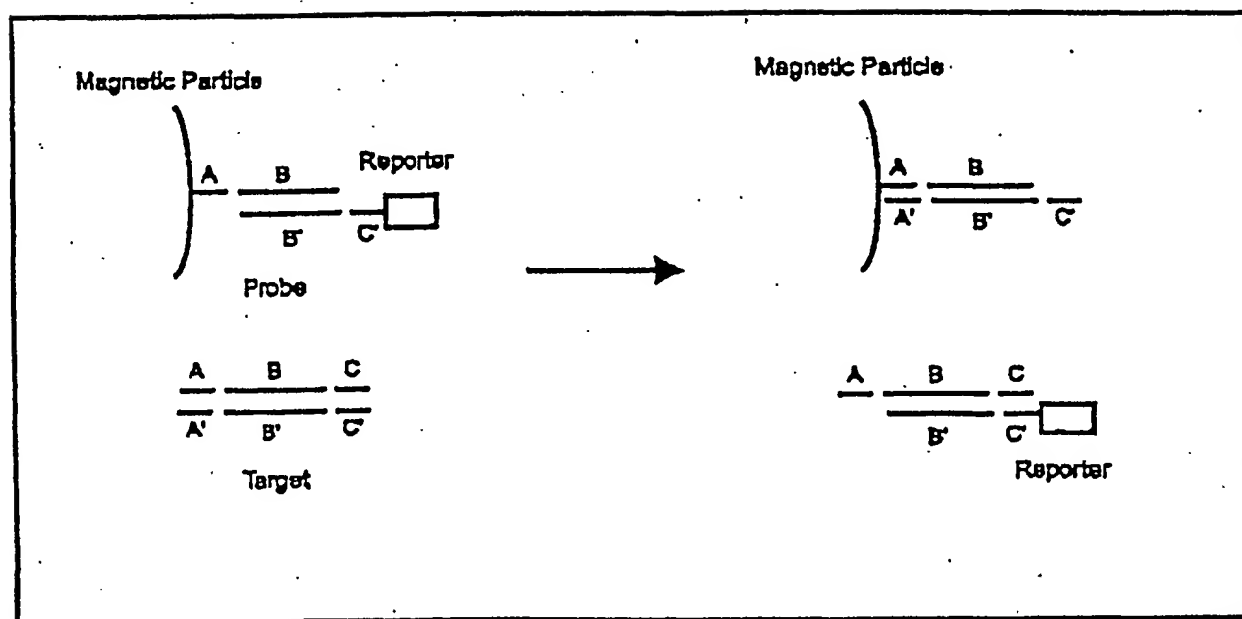 Magnetic Particle
A B Reporter
B' C'
Probe
A B C
A' B' C'
Target
Magnetic Particle
A B
A' B' C'
A B C
B' C'
Reporter